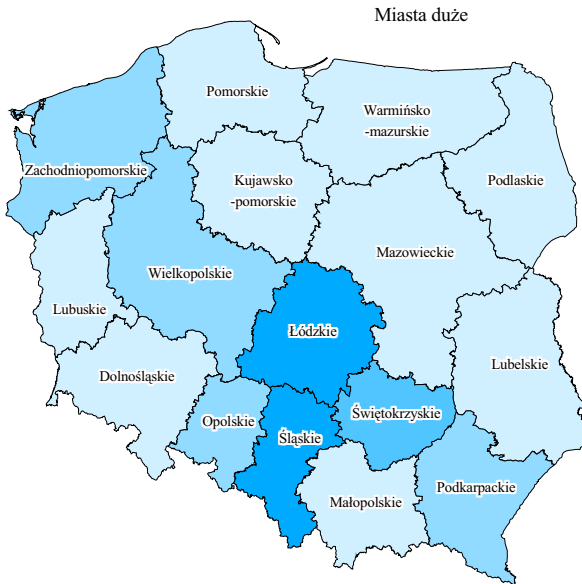 Miasta duże
Pomorskie
Warmińsko
-mazurskie
Zachodniopomorskie
Kujawsko
-pomorskie
Podlaskie
Mazowieckie
Wielkopolskie
Lubuskie
Łódzkie
Lubelskie
Dolnośląskie
Opolskie
Śląskie
Świętokrzyskie
Małopolskie
Podkarpackie